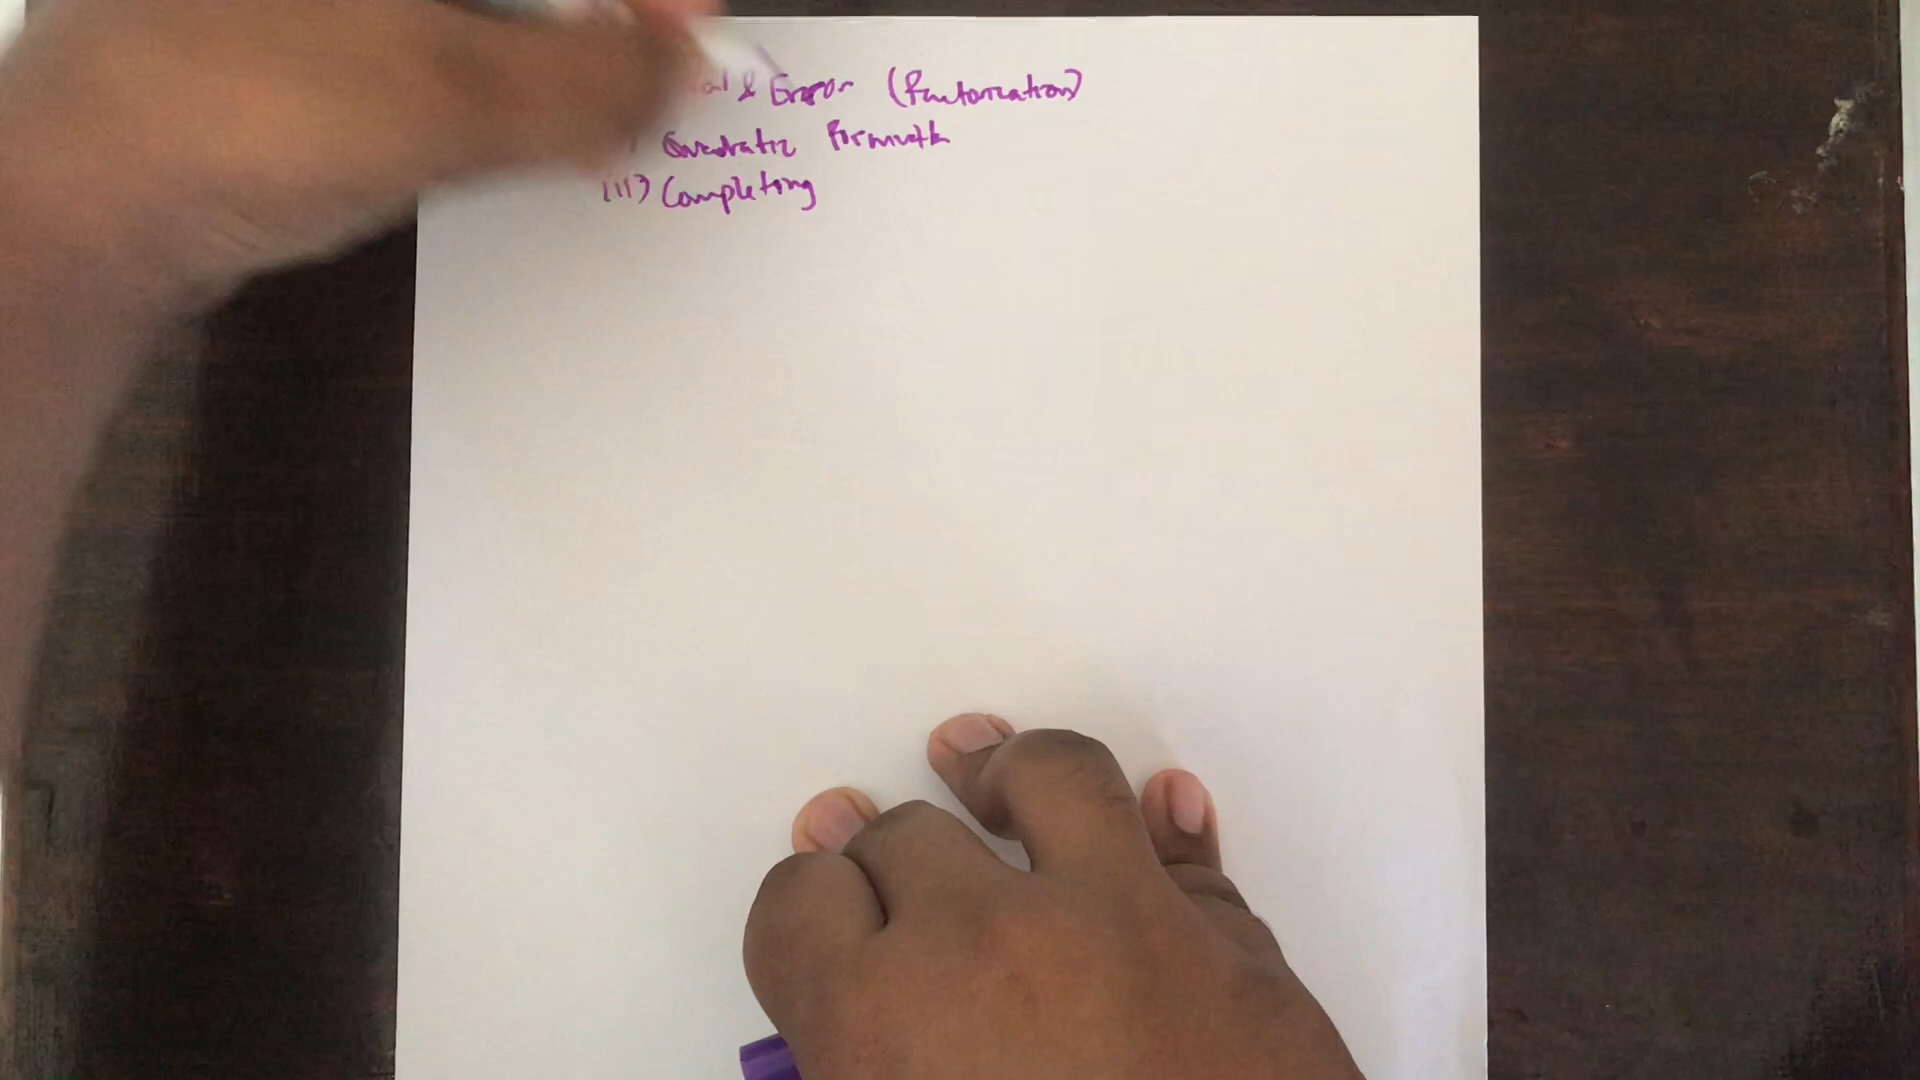 & Error (Factorization)
Quadratic Formula
(iii) Completing